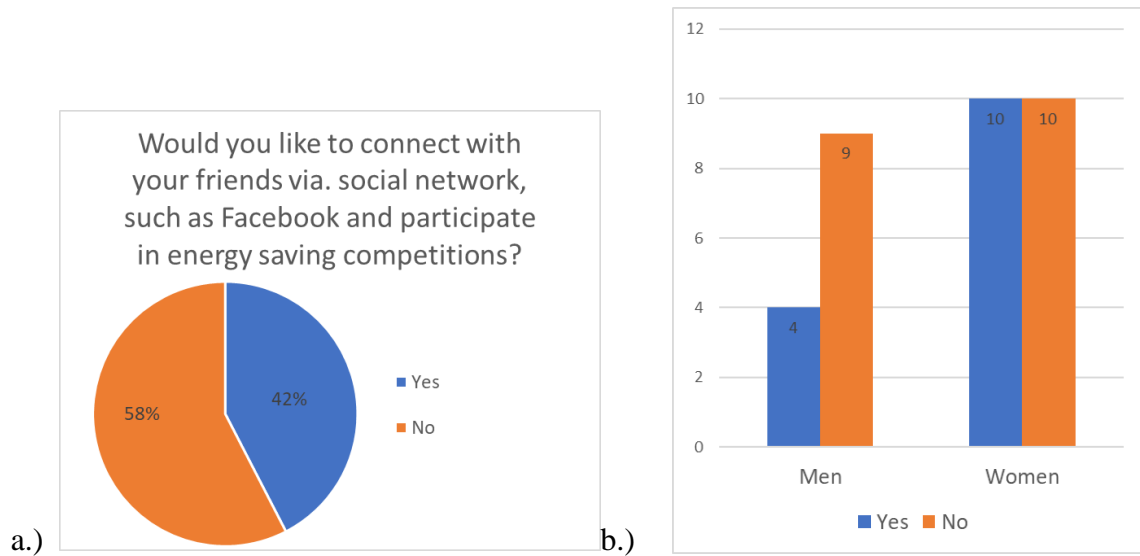 Would you like to connect with
your friends via. social network,
such as Facebook and participate
in energy saving competitions?
58%
42%
Yes
No
a.)
12
10
8
6
4
2
0
4
9
10
10
Men
Women
Yes
No
b.)